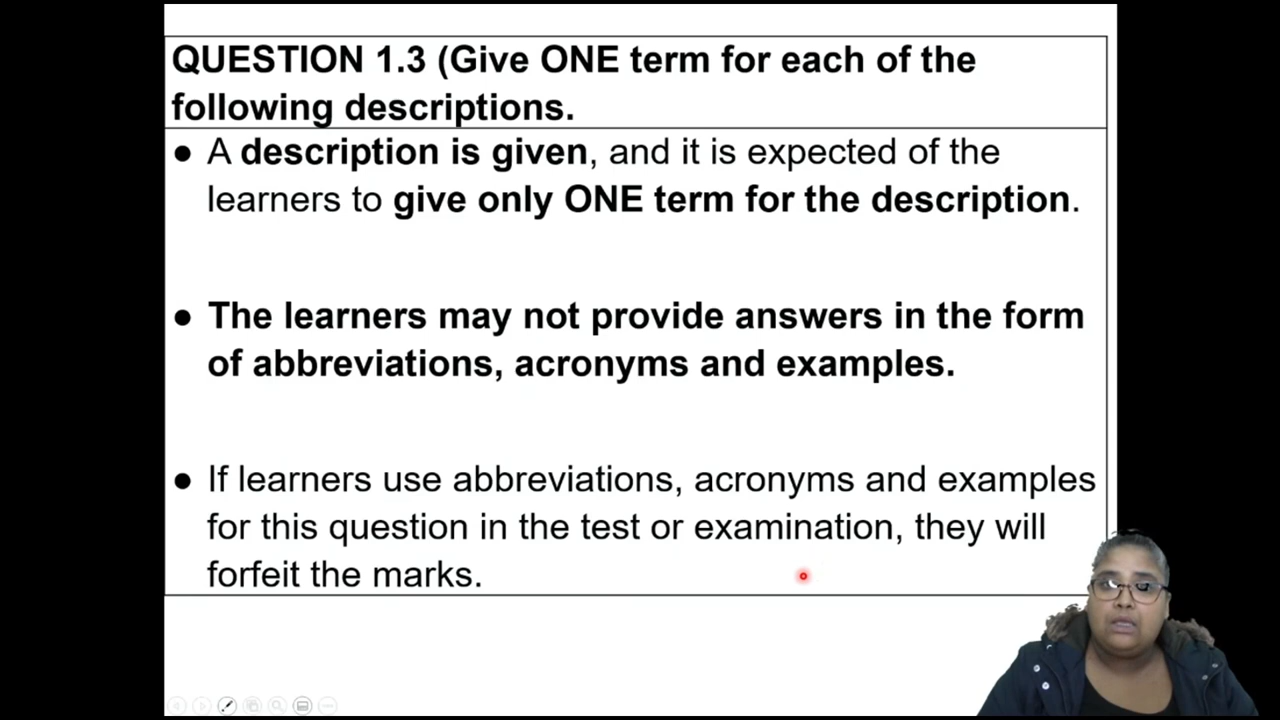 QUESTION 1.3 (Give ONE term for each of the
following descriptions.
● A description is given, and it is expected of the
learners to give only ONE term for the description.
● The learners may not provide answers in the form
of abbreviations, acronyms and examples.
● If learners use abbreviations, acronyms and examples
for this question in the test or examination, they will
forfeit the marks.